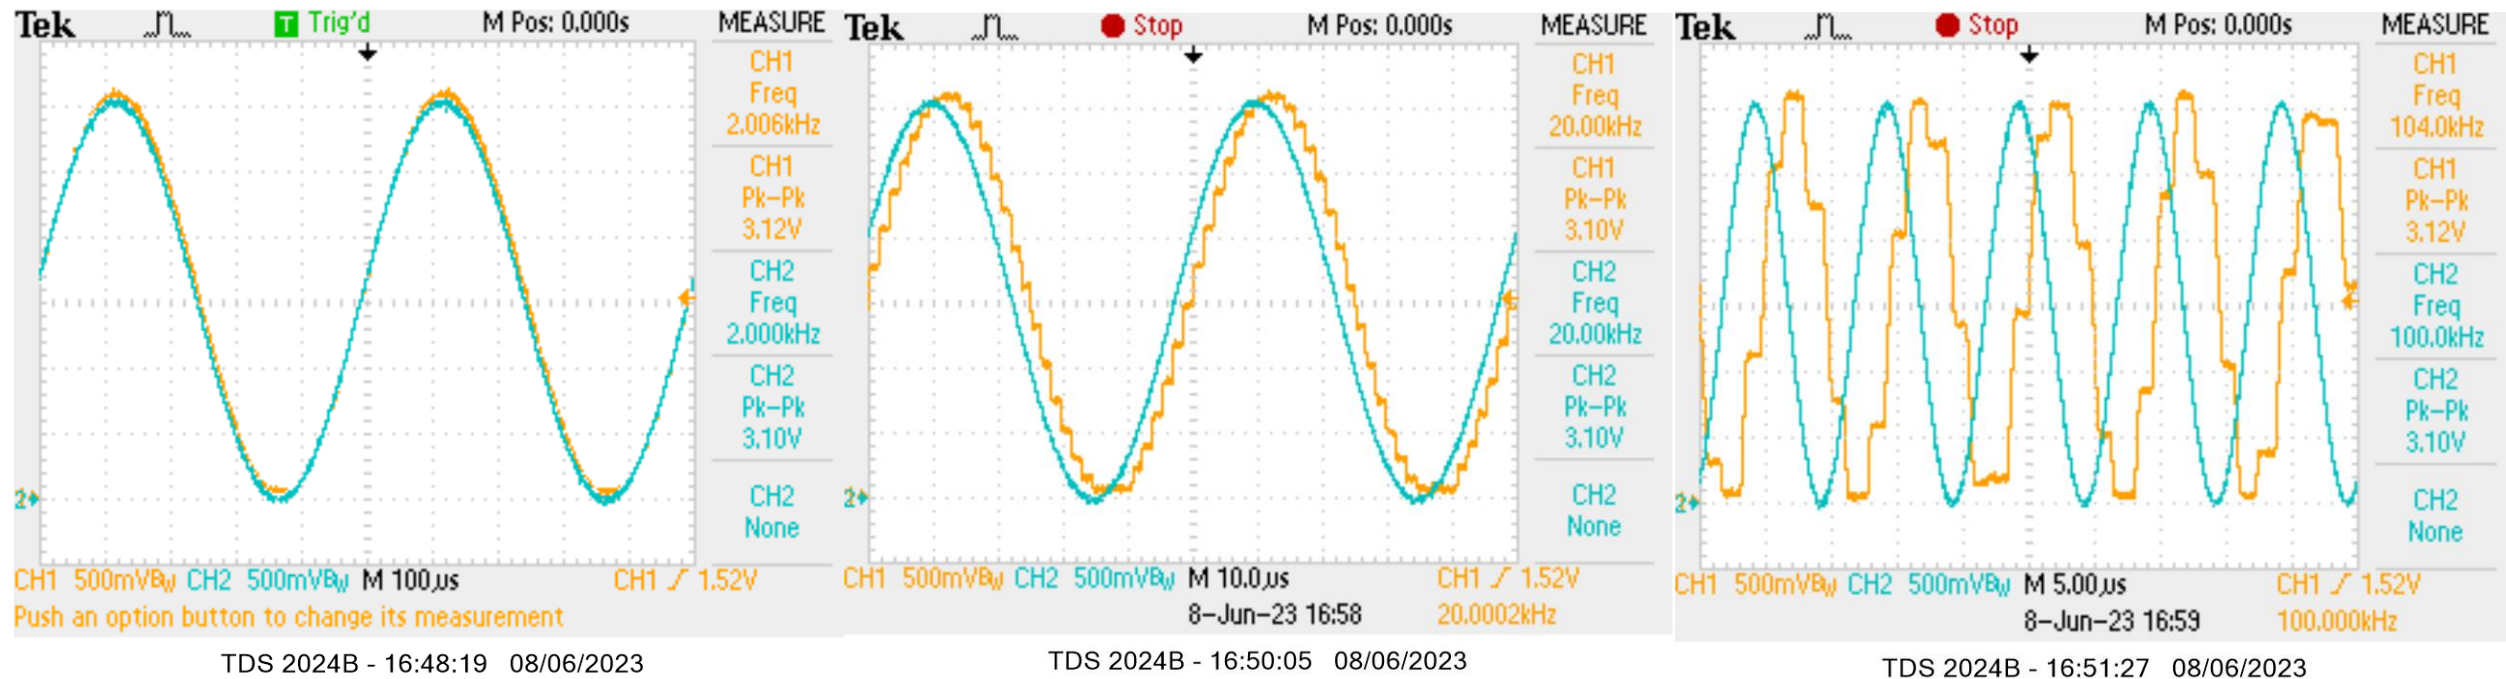 Tek T Trig'd M Pos: 0.000s MEASURE
CH1
Freq
2.006kHz
CH1
Pk-Pk
3.12V
CH2
Freq
2.000kHz
CH2
Pk-Pk
3.10V
CH2
None
2
CH1 500mVBw CH2 500mVBw M 100µs CH1 1.52V
Push an option button to change its measurement
TDS 2024B - 16:48:19 08/06/2023
Tek Stop M Pos: 0.000s MEASURE
CH1
Freq
20.00kHz
CH1
Pk-Pk
3.10V
CH2
Freq
20.00kHz
CH2
Pk-Pk
3.10V
CH2
None
2
CH1 500mVBw CH2 500mVBw M 10.0µs CH1 1.52V
8-Jun-23 16:58 20.0002kHz
TDS 2024B - 16:50:05 08/06/2023
Tek Stop M Pos: 0.000s MEASURE
CH1
Freq
104.0kHz
CH1
Pk-Pk
3.12V
CH2
Freq
100.0kHz
CH2
Pk-Pk
3.10V
CH2
None
2
CH1 500mVBw CH2 500mVBw M 5.00µs CH1 1.52V
8-Jun-23 16:59 100.000kHz
TDS 2024B - 16:51:27 08/06/2023